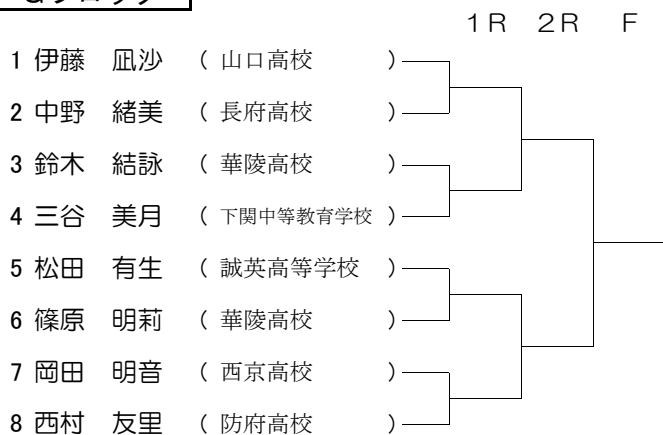 ブロック
１Ｒ ２Ｒ Ｆ
1 伊藤 凪沙 ( 山口高校 )
2 中野 緒美 ( 長府高校 )
3 鈴木 結詠 ( 華陵高校 )
4 三谷 美月 ( 下関中等教育学校 )
5 松田 有生 ( 誠英高等学校 )
6 篠原 明莉 ( 華陵高校 )
7 岡田 明音 ( 西京高校 )
8 西村 友里 ( 防府高校 )